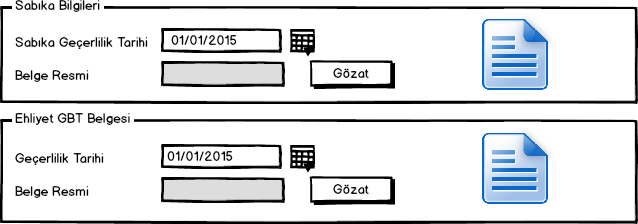 Sabıka Bilgileri
Sabıka Geçerlilik Tarihi 01/01/2015
Belge Resmi Gözat
Ehliyet GBT Belgesi
Geçerlilik Tarihi 01/01/2015
Belge Resmi Gözat